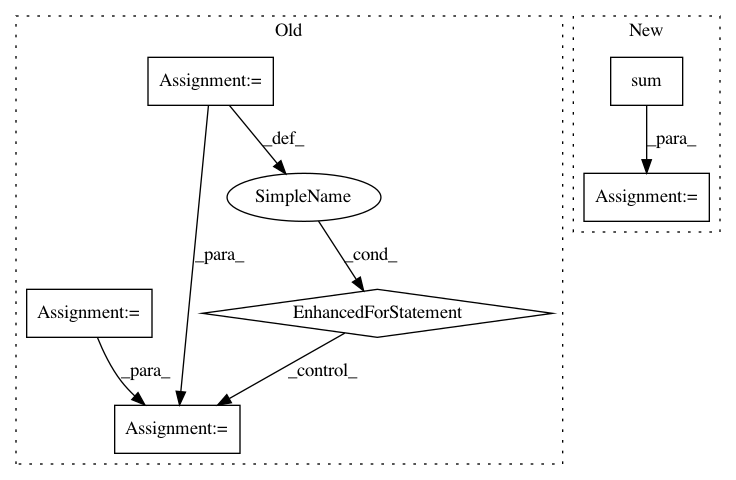 Old
New
Assignment:=
sum
_def_
_para_
SimpleName
Assignment:=
_para_
_cond_
Assignment:=
EnhancedForStatement
_para_
_control_
Assignment:=